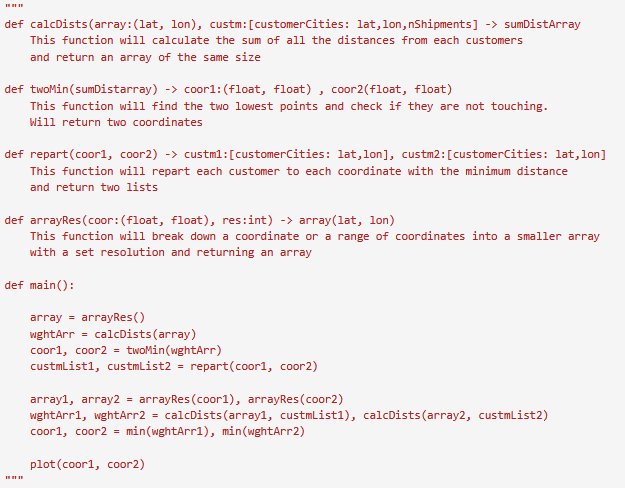 """
def calcDists(array:(lat, lon), custm:[customerCities: lat,lon,nShipments] -> sumDistArray
    This function will calculate the sum of all the distances from each customers
    and return an array of the same size

def twoMin(sumDistarray) -> coor1:(float, float) , coor2(float, float)
    This function will find the two lowest points and check if they are not touching.
    Will return two coordinates

def repart(coor1, coor2) -> custm1:[customerCities: lat,lon], custm2:[customerCities: lat,lon]
    This function will repart each customer to each coordinate with the minimum distance
    and return two lists

def arrayRes(coor:(float, float), res:int) -> array(lat, lon)
    This function will break down a coordinate or a range of coordinates into a smaller array
    with a set resolution and returning an array

def main():

    array = arrayRes()
    wghtArr = calcDists(array)
    coor1, coor2 = twoMin(wghtArr)
    custmList1, custmList2 = repart(coor1, coor2)

    array1, array2 = arrayRes(coor1), arrayRes(coor2)
    wghtArr1, wghtArr2 = calcDists(array1, custmList1), calcDists(array2, custmList2)
    coor1, coor2 = min(wghtArr1), min(wghtArr2)

    plot(coor1, coor2)
"""